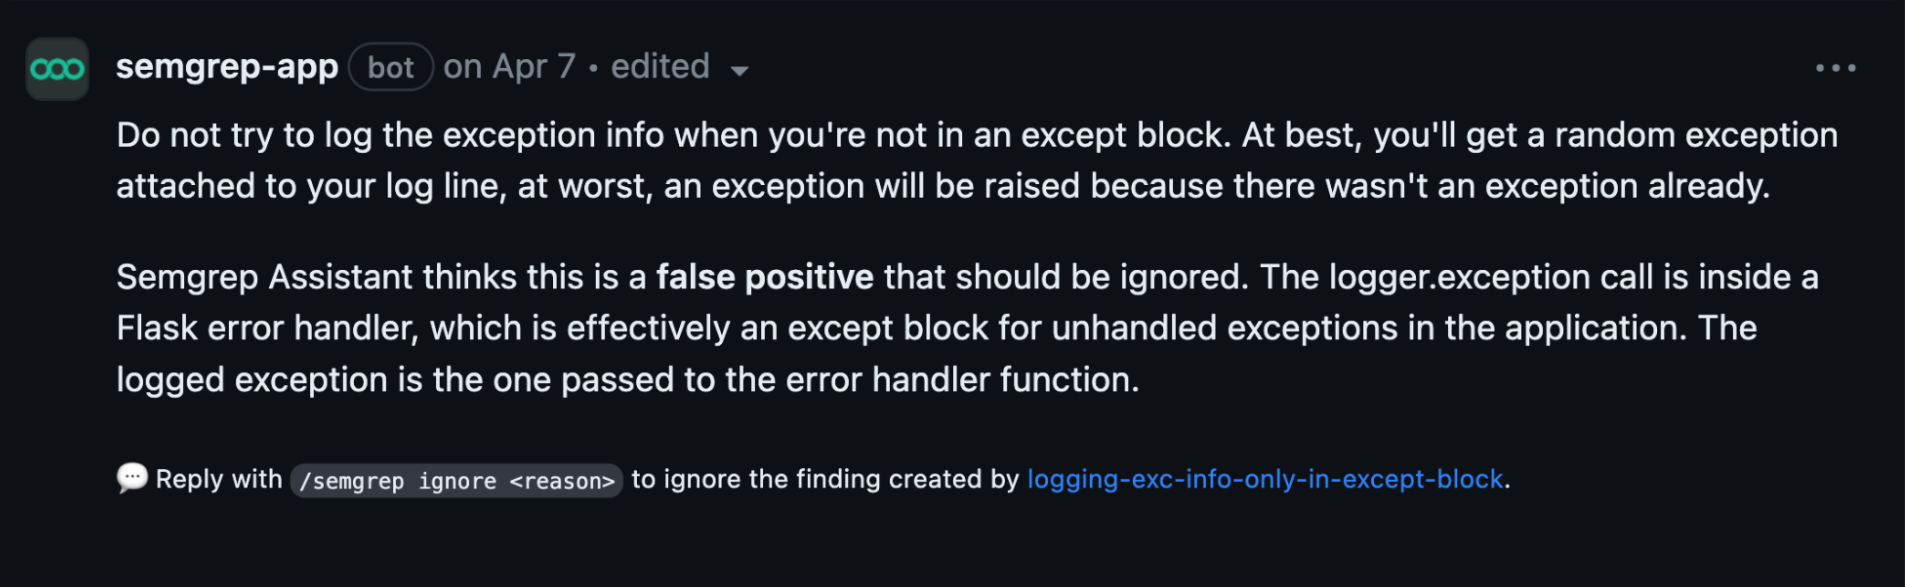 semgrep-app bot on Apr 7 • edited
Do not try to log the exception info when you're not in an except block. At best, you'll get a random exception
attached to your log line, at worst, an exception will be raised because there wasn't an exception already.
Semgrep Assistant thinks this is a false positive that should be ignored. The logger.exception call is inside a
Flask error handler, which is effectively an except block for unhandled exceptions in the application. The
logged exception is the one passed to the error handler function.
💬 Reply with /semgrep ignore <reason> to ignore the finding created by logging-exc-info-only-in-except-block.